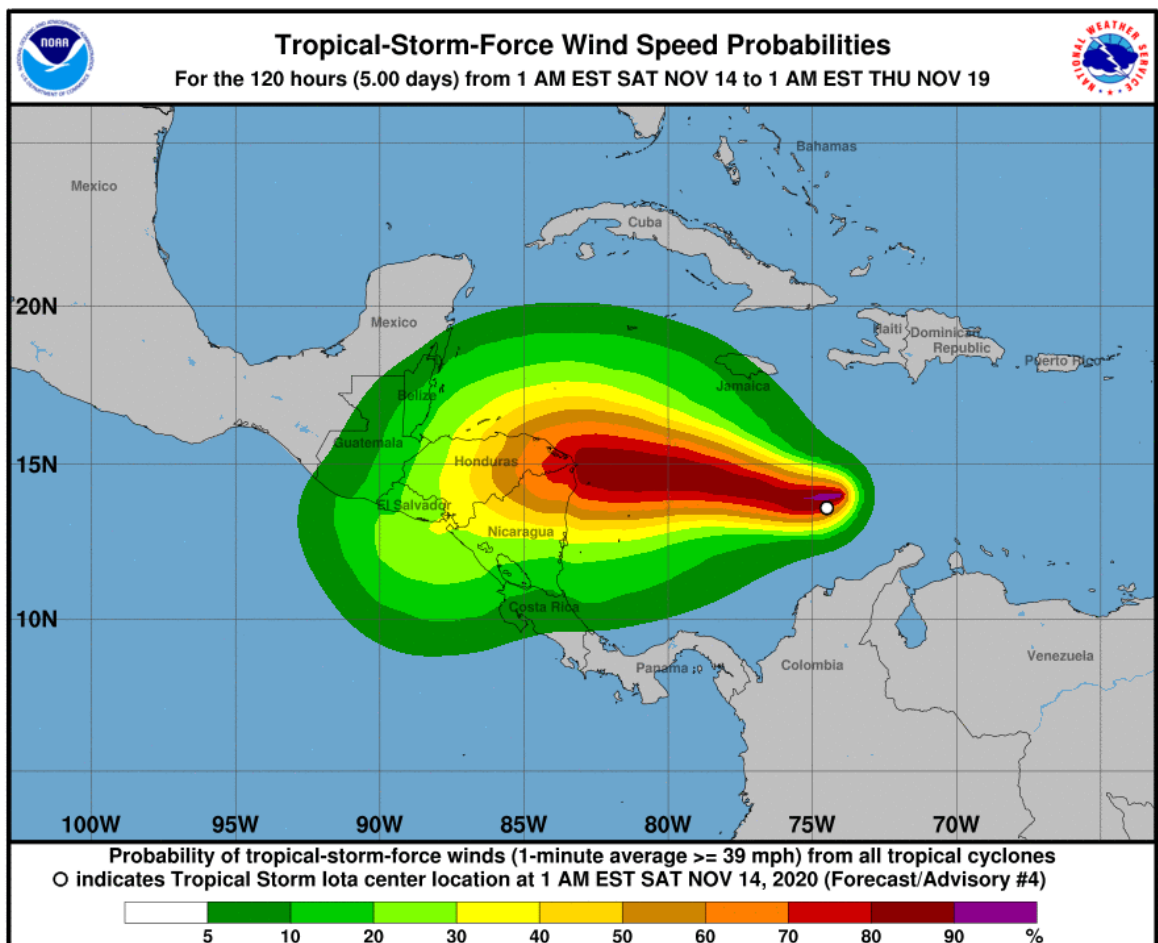 NOAA
Tropical-Storm-Force Wind Speed Probabilities
For the 120 hours (5.00 days) from 1 AM EST SAT NOV 14 to 1 AM EST THU NOV 19
NATIONAL WEATHER SERVICE
Bahamas
Mexico
Cuba
20N
Mexico
Haiti
Dominican
Republic
Puerto Rico
Jamaica
Belize
Guatemala
15N
Honduras
El Salvador
Nicaragua
10N
Costa Rica
Panama
Colombia
Venezuela
100W 95W 90W 85W 80W 75W 70W
Probability of tropical-storm-force winds (1-minute average >= 39 mph) from all tropical cyclones
O indicates Tropical Storm Iota center location at 1 AM EST SAT NOV 14, 2020 (Forecast/Advisory #4)
5 10 20 30 40 50 60 70 80 90 %